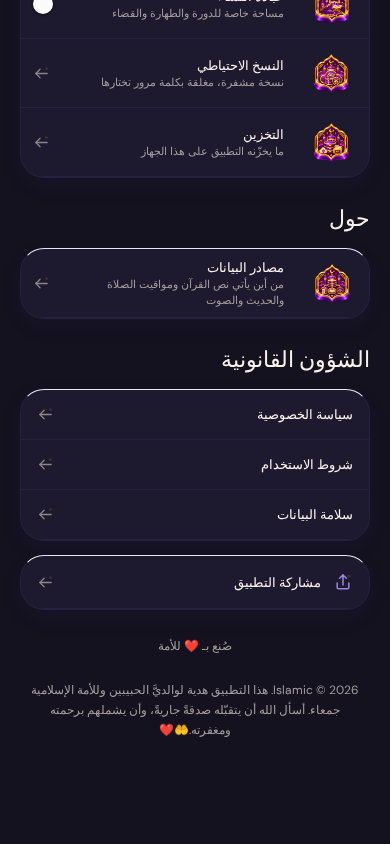 مساحة خاصة للدورة والطهارة والقضاء
النسخ الاحتياطي
نسخة مشفرة، مغلقة بكلمة مرور تختارها
التخزين
ما يخزّنه التطبيق على هذا الجهاز
حول
مصادر البيانات
من أين يأتي نص القرآن ومواقيت الصلاة
والحديث والصوت
الشؤون القانونية
سياسة الخصوصية
شروط الاستخدام
سلامة البيانات
مشاركة التطبيق
صُنع بـ ❤️ للأمة
2026 © Islamic. هذا التطبيق هدية لوالديَّ الحبيبين وللأمة الإسلامية
جمعاء. أسأل الله أن يتقبّله صدقةً جاريةً، وأن يشملهم برحمته
ومغفرته.🤲❤️